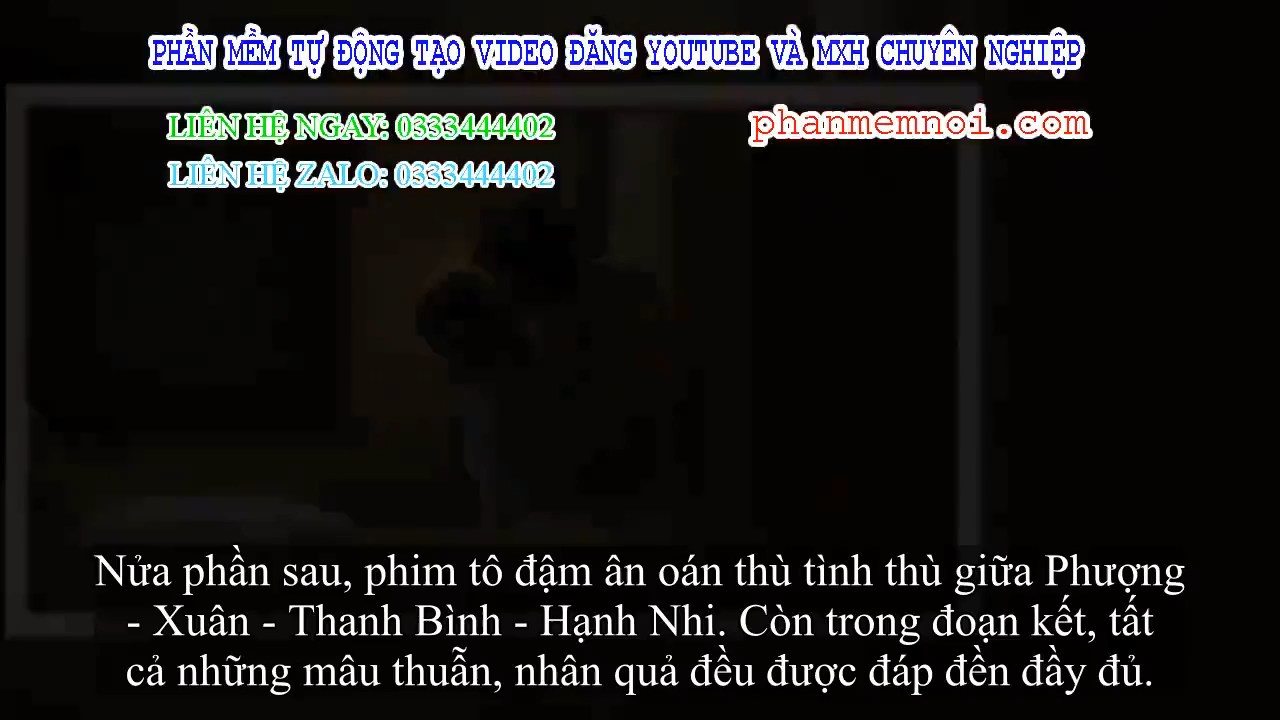 PHẦN MỀM TỰ ĐỘNG TẠO VIDEO ĐĂNG YOUTUBE VÀ MXH CHUYÊN NGHIỆP
LIÊN HỆ NGAY: 0333444402
phanmemnoi.com
LIÊN HỆ ZALO: 0333444402
Nửa phần sau, phim tô đậm ân oán thù tình thù giữa Phượng
- Xuân - Thanh Bình - Hạnh Nhi. Còn trong đoạn kết, tất
cả những mâu thuẫn, nhân quả đều được đáp đền đầy đủ.